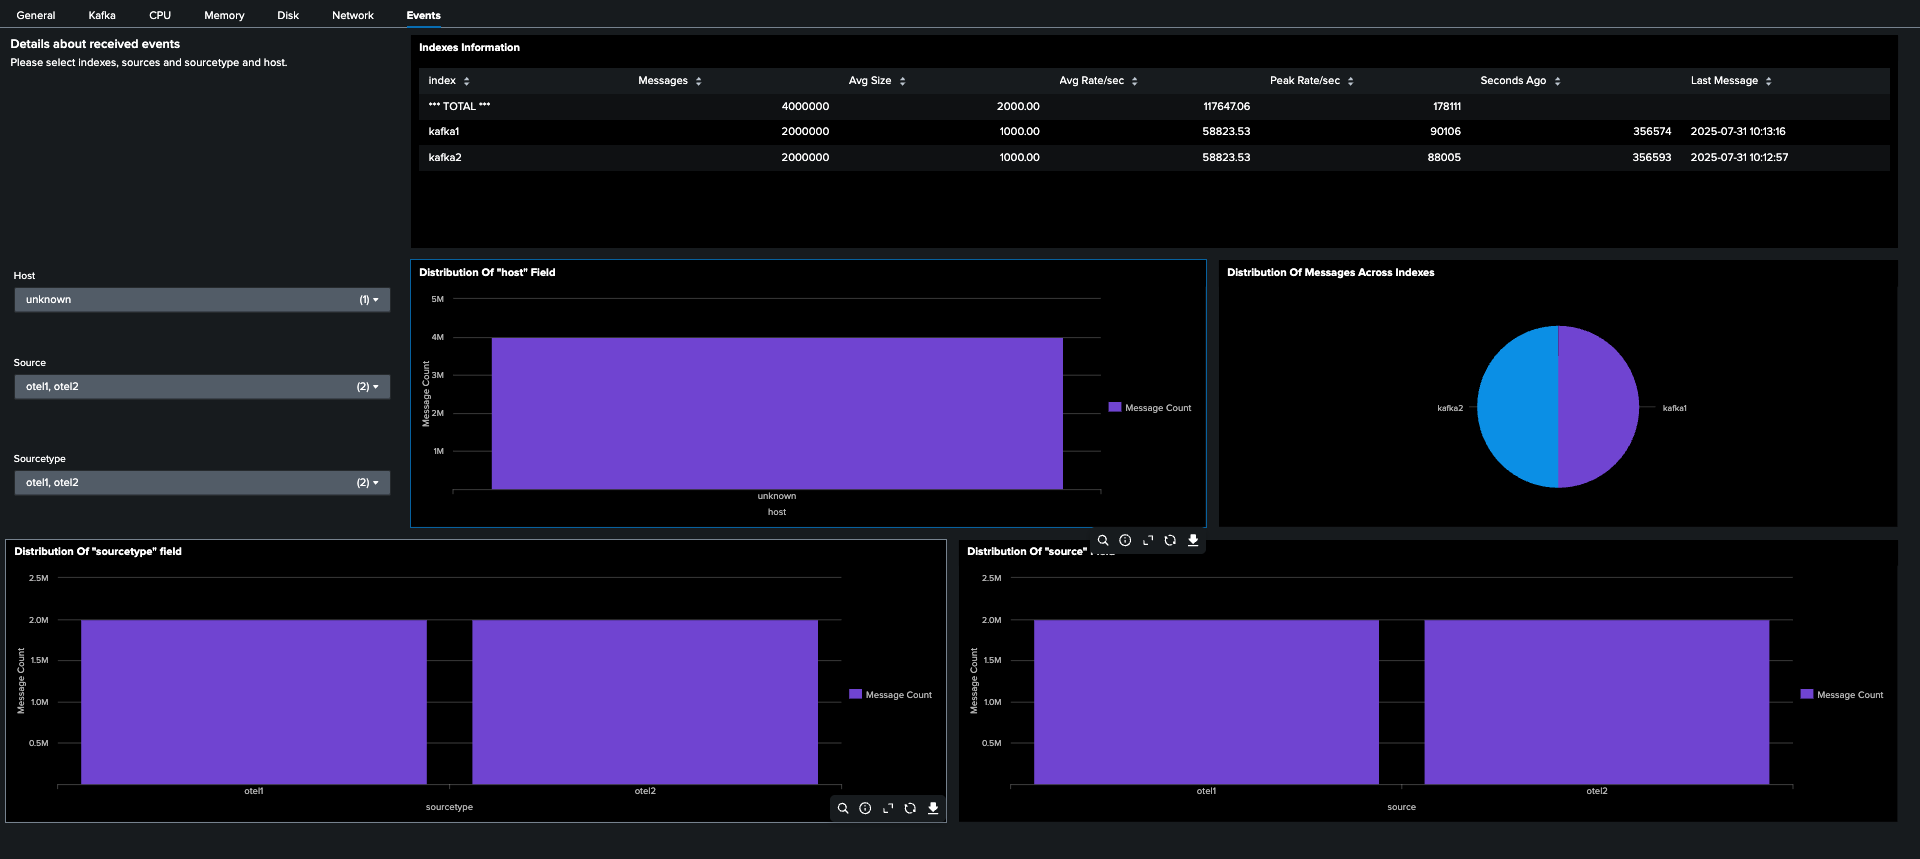 General Kafka CPU Memory Disk Network Events
Details about received events
Please select indexes, sources and sourcetype and host.
Indexes Information
index Messages Avg Size Avg Rate/sec Peak Rate/sec Seconds Ago Last Message
*** TOTAL *** 4000000 2000.00 117647.06 178111
kafka1 2000000 1000.00 58823.53 90106 356574 2025-07-31 10:13:16
kafka2 2000000 1000.00 58823.53 88005 356593 2025-07-31 10:12:57
Host
unknown (1)
Source
otel1, otel2 (2)
Sourcetype
otel1, otel2 (2)
Distribution Of "host" Field
5M
4M
3M
2M
1M
Message Count
unknown
host
Message Count
Distribution Of Messages Across Indexes
kafka2
kafka1
Distribution Of "sourcetype" field
2.5M
2.0M
1.5M
1.0M
0.5M
Message Count
otel1 otel2
sourcetype
Message Count
Distribution Of "source"
2.5M
2.0M
1.5M
1.0M
0.5M
Message Count
otel1 otel2
source
Message Count